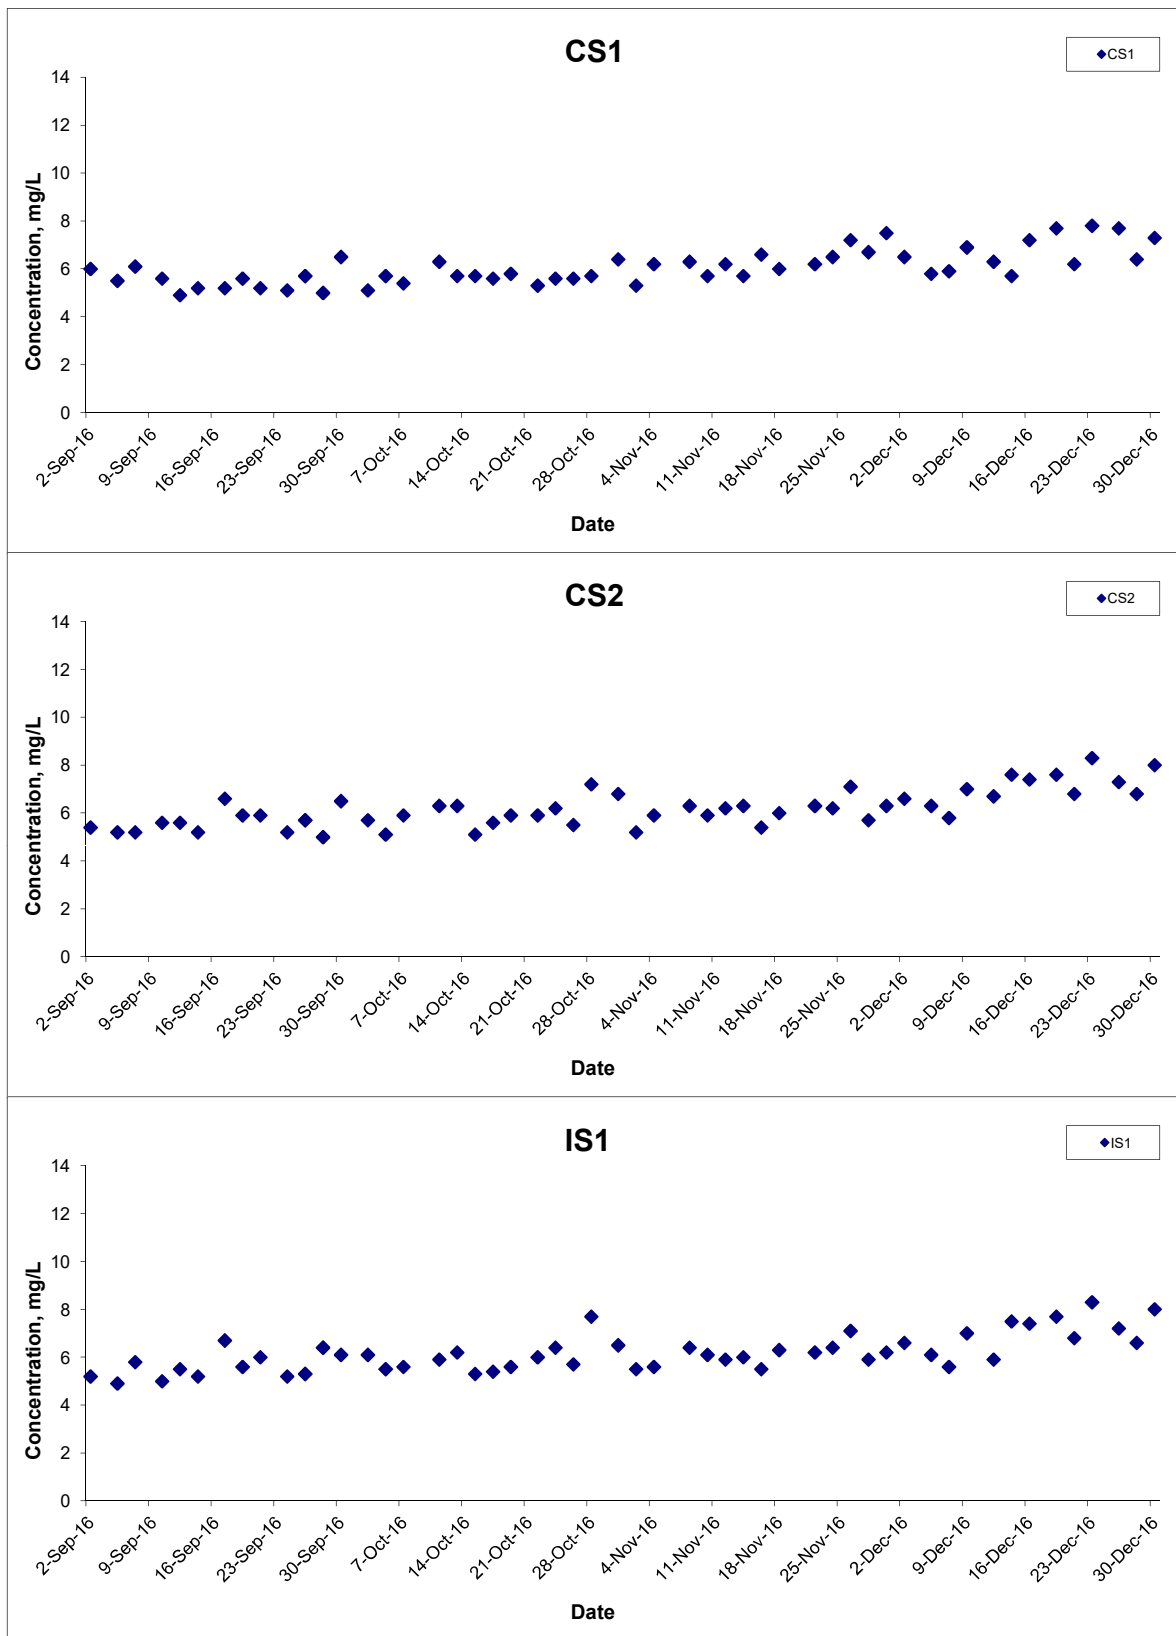 CS1
CS1
14
12
10
8
6
4
2
0
Concentration, mg/L
2-Sep-16
9-Sep-16
16-Sep-16
23-Sep-16
30-Sep-16
7-Oct-16
14-Oct-16
21-Oct-16
28-Oct-16
4-Nov-16
11-Nov-16
18-Nov-16
25-Nov-16
2-Dec-16
9-Dec-16
16-Dec-16
23-Dec-16
30-Dec-16
Date
CS2
CS2
14
12
10
8
6
4
2
0
Concentration, mg/L
2-Sep-16
9-Sep-16
16-Sep-16
23-Sep-16
30-Sep-16
7-Oct-16
14-Oct-16
21-Oct-16
28-Oct-16
4-Nov-16
11-Nov-16
18-Nov-16
25-Nov-16
2-Dec-16
9-Dec-16
16-Dec-16
23-Dec-16
30-Dec-16
Date
IS1
IS1
14
12
10
8
6
4
2
0
Concentration, mg/L
2-Sep-16
9-Sep-16
16-Sep-16
23-Sep-16
30-Sep-16
7-Oct-16
14-Oct-16
21-Oct-16
28-Oct-16
4-Nov-16
11-Nov-16
18-Nov-16
25-Nov-16
2-Dec-16
9-Dec-16
16-Dec-16
23-Dec-16
30-Dec-16
Date